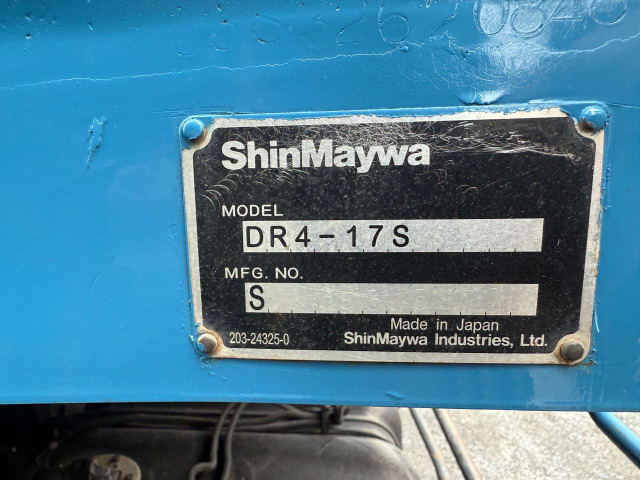 ShinMaywa
MODEL
DR4-17S
MFG. NO.
S
Made in Japan
203-24325-0
ShinMaywa Industries, Ltd.